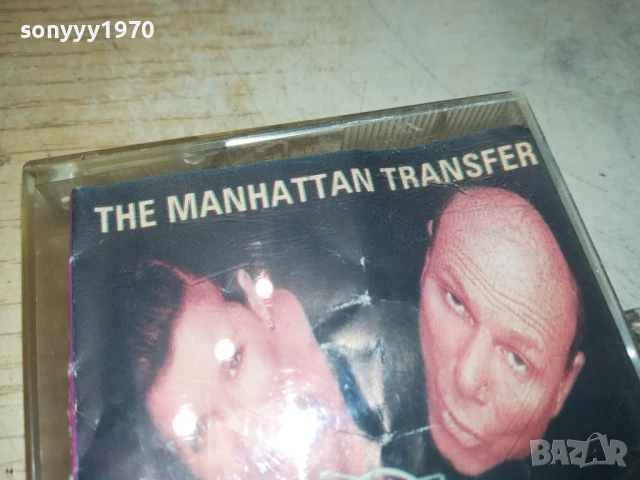 sonyyy1970
THE MANHATTAN TRANSFER
BAZAR